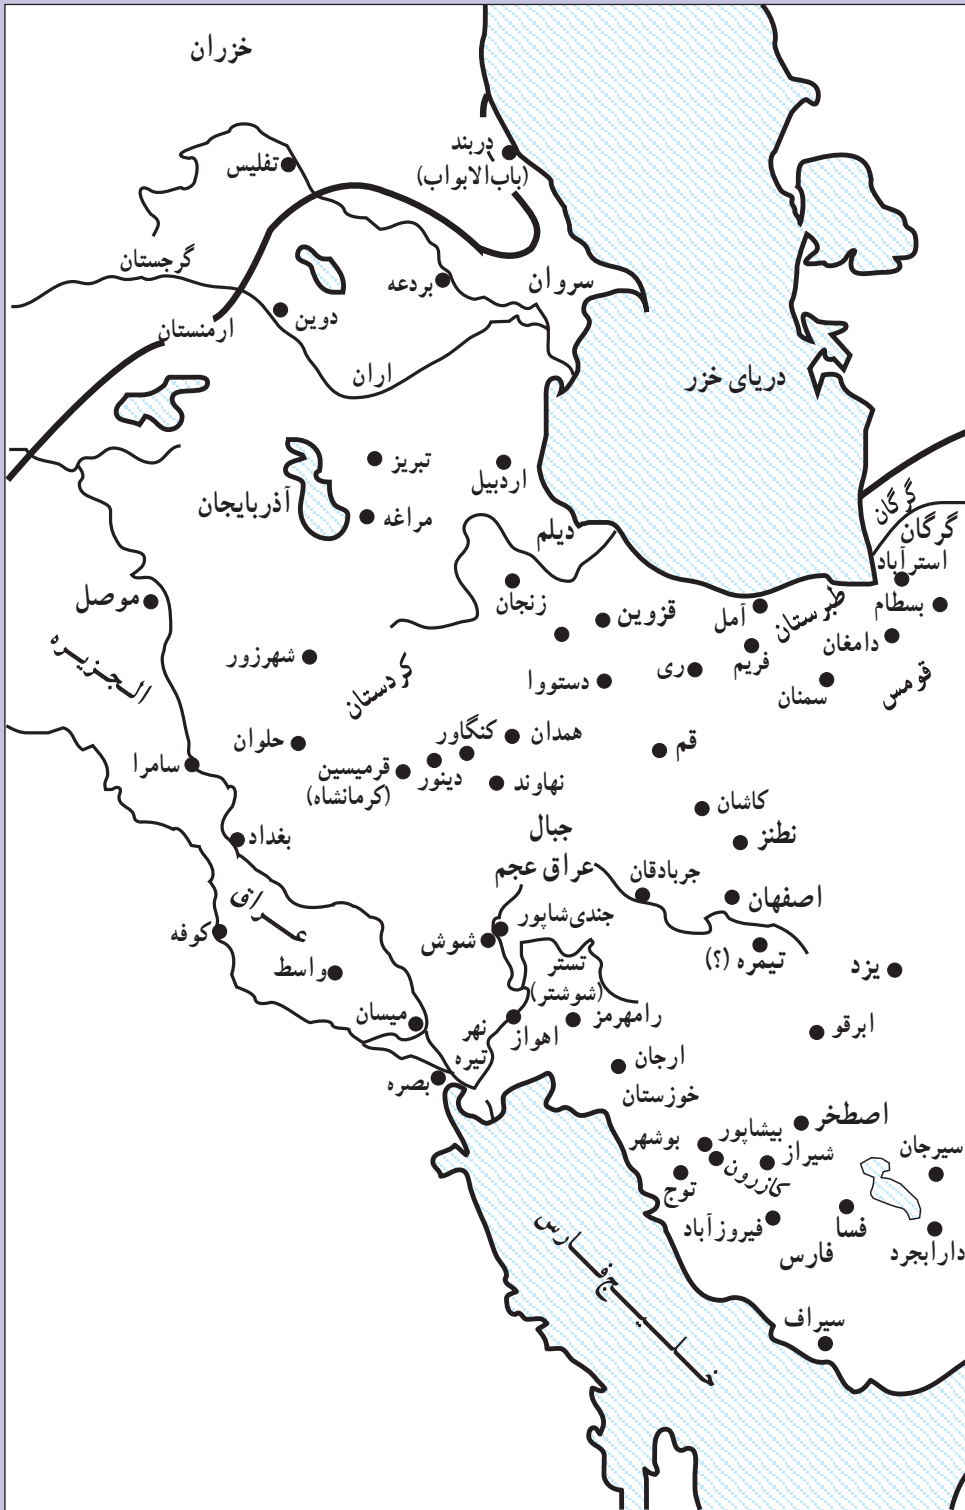 خزران
دربند
(باب‌الابواب)
تفلیس
گرجستان
سروان
بردعه
دوین
ارمنستان
اران
دریای خزر
تبریز
اردبیل
آذربایجان
مراغه
دیلم
گرگان
گرگان
استرآباد
بسطام
دامغان
قومس
طبرستان
آمل
فریم
سمنان
زنجان
قزوین
موصل
الجزیره
شهرزور
کردستان
دستووا
ری
حلوان
همدان
کنگاور
دینور
قرمیسین
(کرمانشاه)
نهاوند
قم
سامرا
کاشان
نطنز
جبال
عراق عجم
بغداد
جربادقان
اصفهان
عراق
جندی‌شاپور
شوش
کوفه
تستر
(شوشتر)
تیمره (؟)
یزد
واسط
رامهرمز
میسان
نهر
تیره
اهواز
ابرقو
ارجان
بصره
خوزستان
اصطخر
بیشاپور
بوشهر
شیراز
سیرجان
کازرون
توج
فیروزآباد
فسا
فارس
دارابجرد
خلیج فارس
سیراف